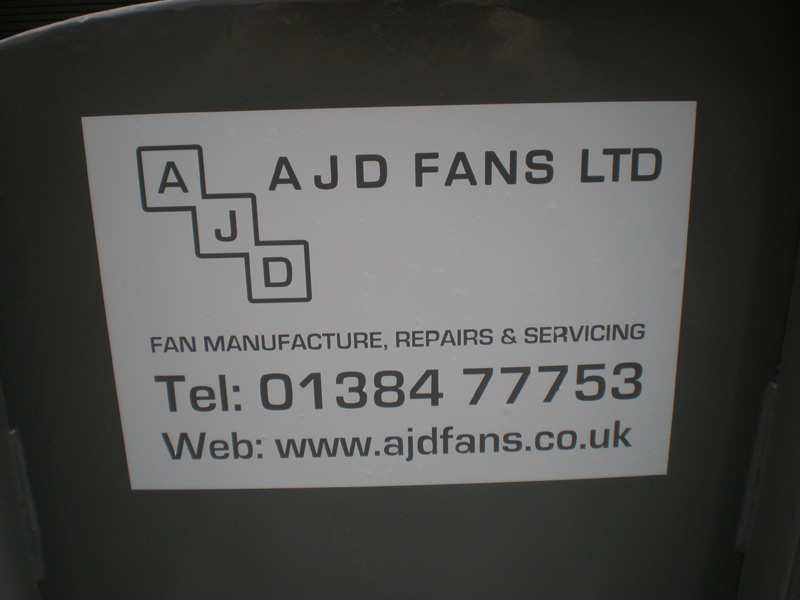 A
J
D
A J D FANS LTD
FAN MANUFACTURE, REPAIRS & SERVICING
Tel: 01384 77753
Web: www.ajdfans.co.uk